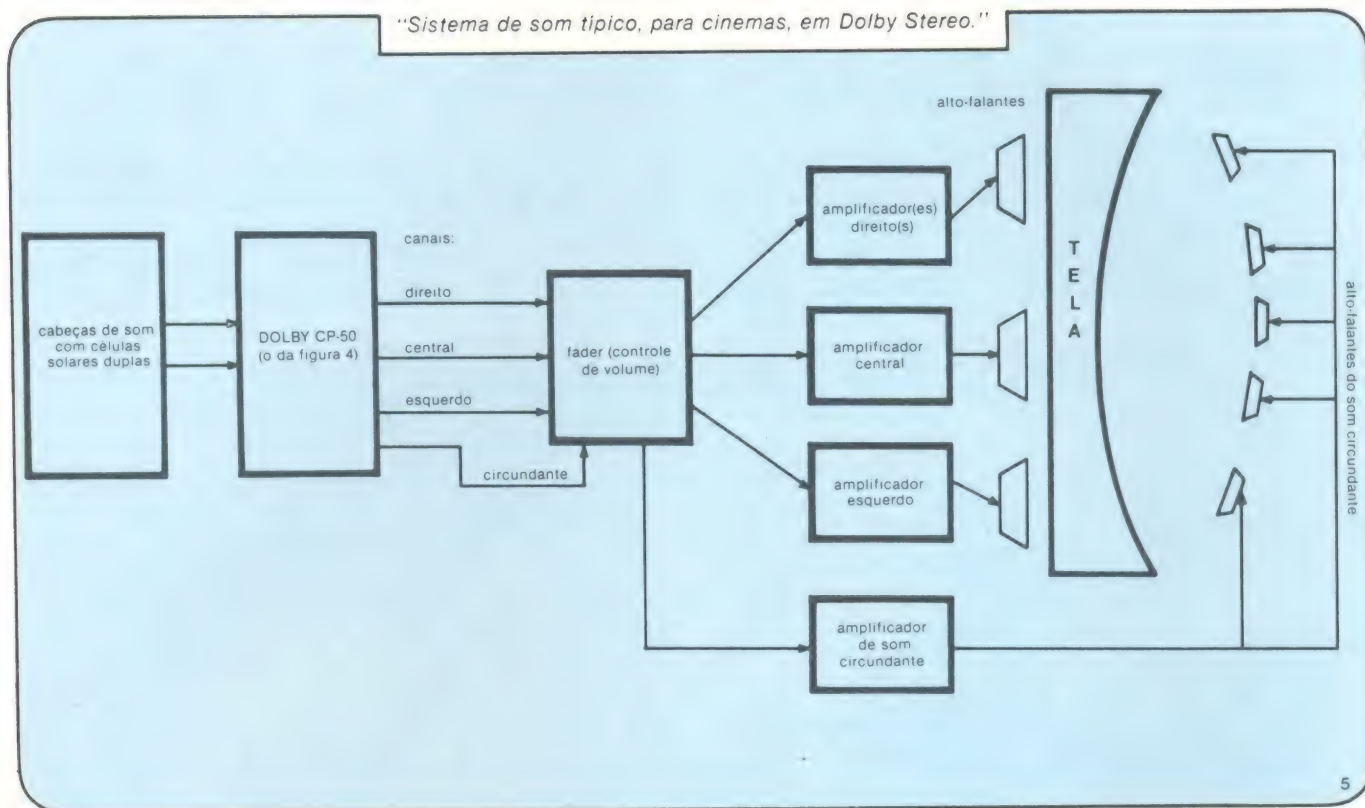 "Sistema de som típico, para cinemas, em Dolby Stereo."
cabeças de som
com células
solares duplas
DOLBY CP-50
(o da figura 4)
canais:
direito
central
esquerdo
circundante
fader (controle
de volume)
amplificador(es)
direito(s)
amplificador
central
amplificador
esquerdo
amplificador
de som
circundante
alto-falantes
TELA
alto-falantes do som circundante
5